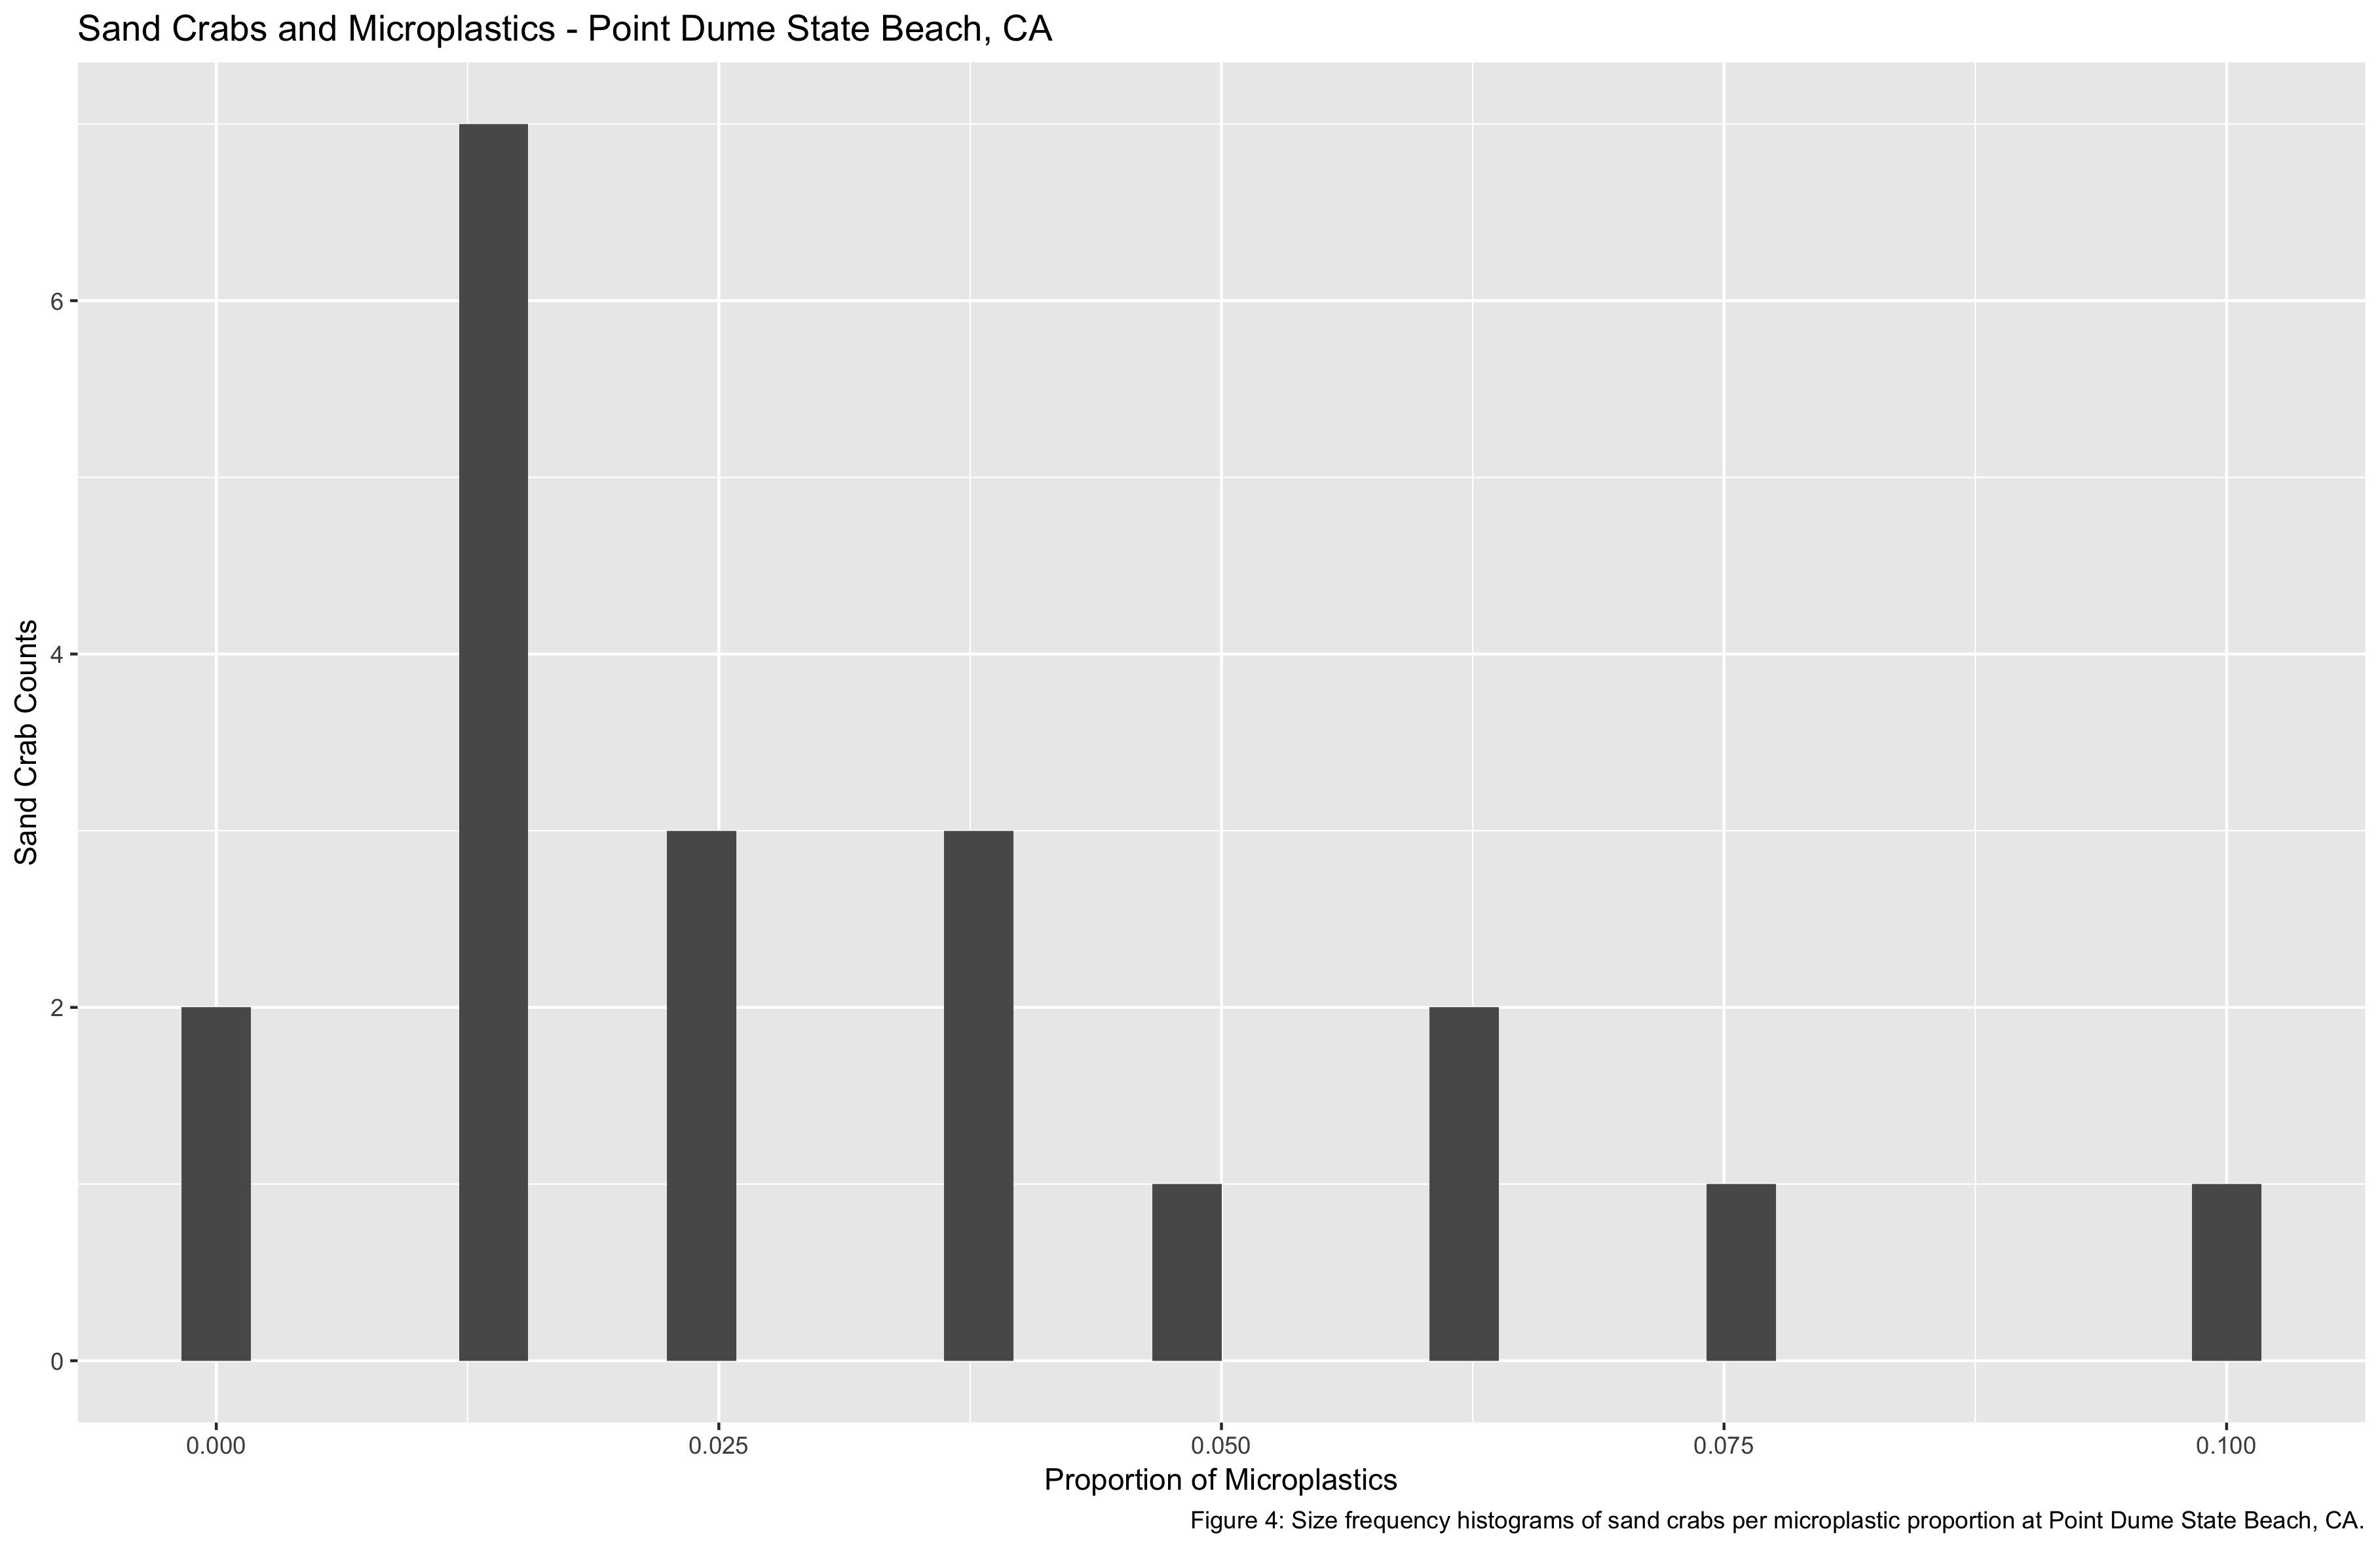 Sand Crabs and Microplastics - Point Dume State Beach, CA
Sand Crab Counts
6
4
2
0
0.000 0.025 0.050 0.075 0.100
Proportion of Microplastics
Figure 4: Size frequency histograms of sand crabs per microplastic proportion at Point Dume State Beach, CA.